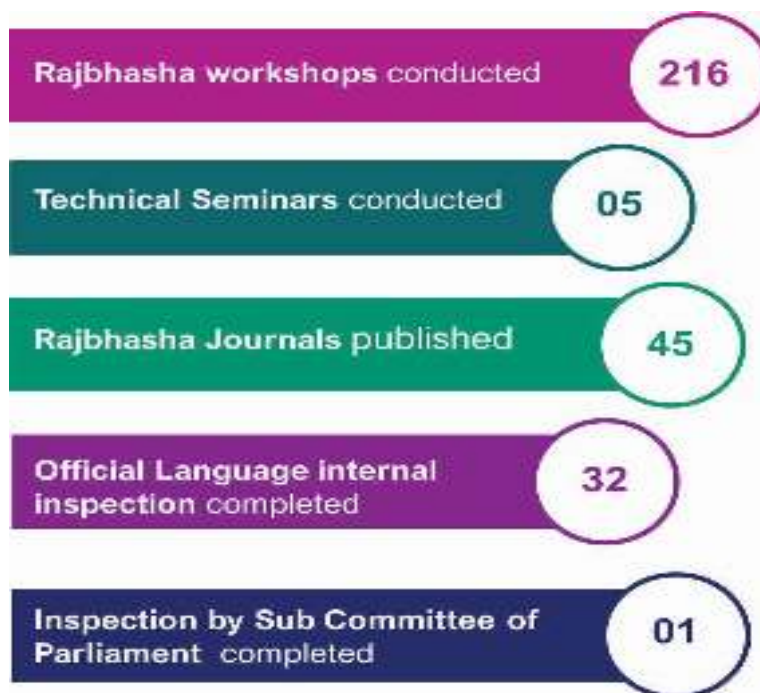 Rajbhasha workshops conducted 216
Technical Seminars conducted 05
Rajbhasha Journals published 45
Official Language internal
inspection completed 32
Inspection by Sub Committee of
Parliament completed 01